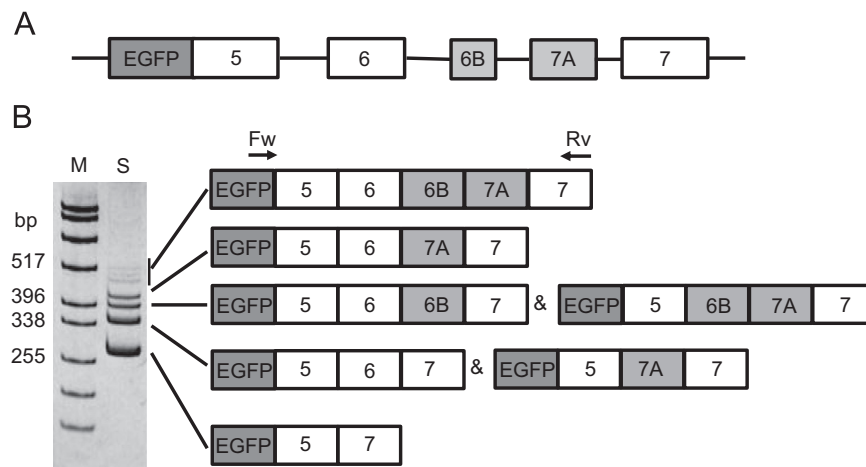 A
EGFP 5 6 6B 7A 7
B
Fw Rv
M S
bp
517
396
338
255
EGFP 5 6 6B 7A 7
EGFP 5 6 7A 7
EGFP 5 6 6B 7 & EGFP 5 6B 7A 7
EGFP 5 6 7 & EGFP 5 7A 7
EGFP 5 7